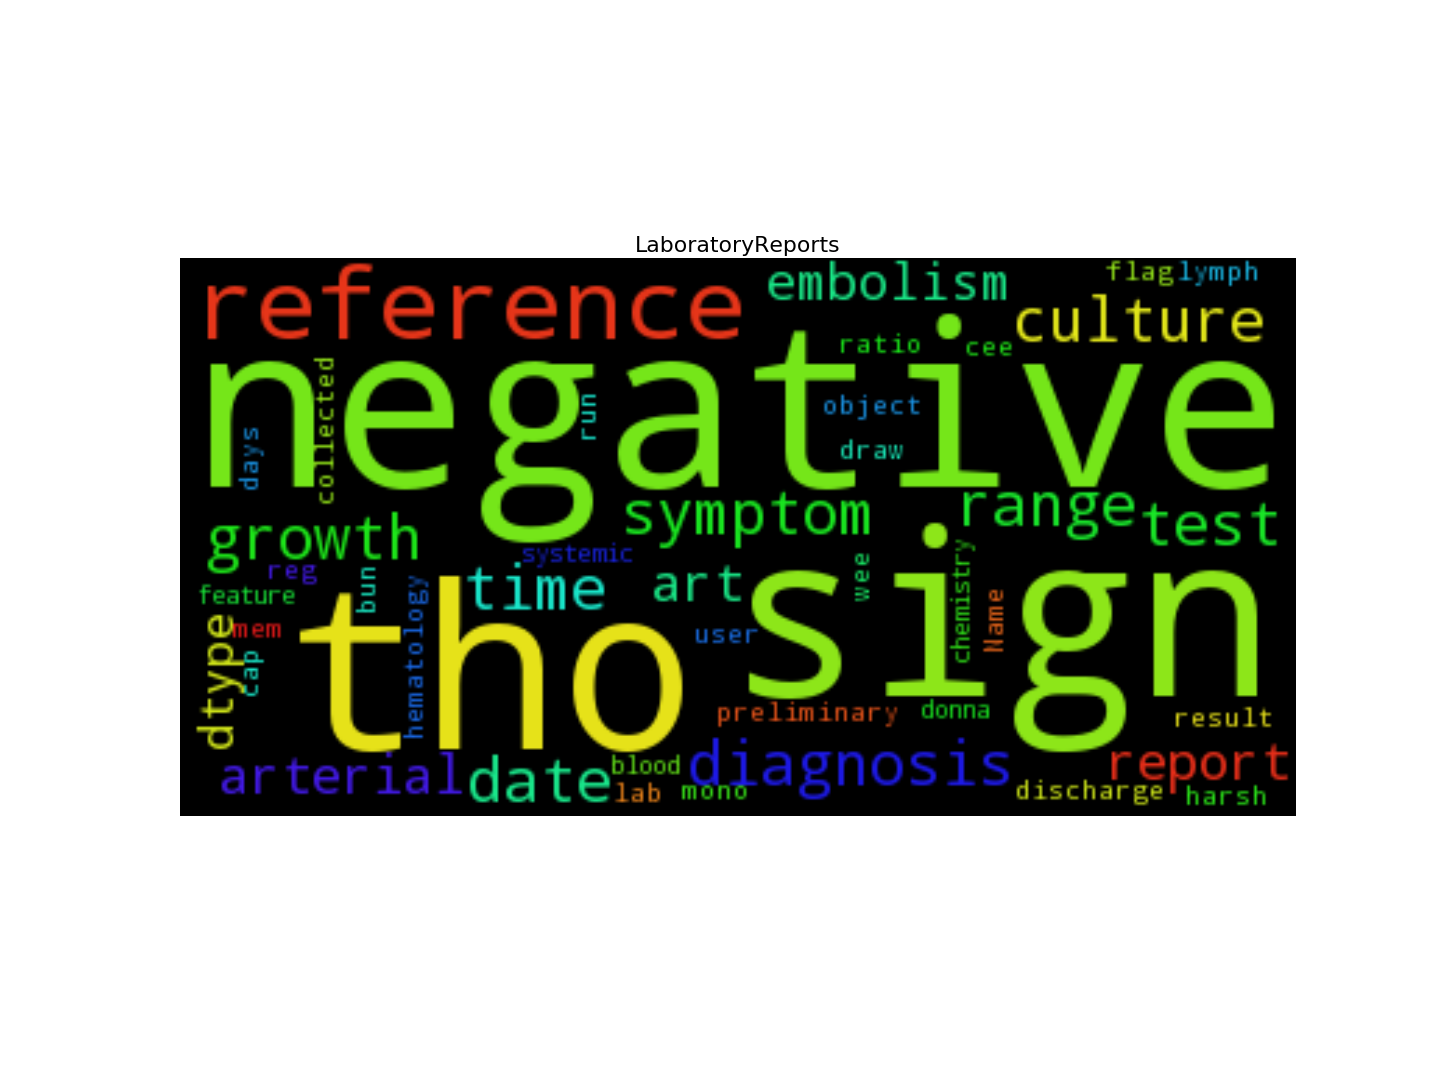 LaboratoryReports
reference
embolism
flag
lymph
culture
ratio
cee
negative
collected
run
object
days
draw
symptom
range
test
growth
systemic
reg
bun
time
art
wee
chemistry
feature
hematology
Name
mem
dtype
cap
tho
user
sign
preliminary
donna
result
arterial
date
blood
lab
mono
diagnosis
report
discharge
harsh